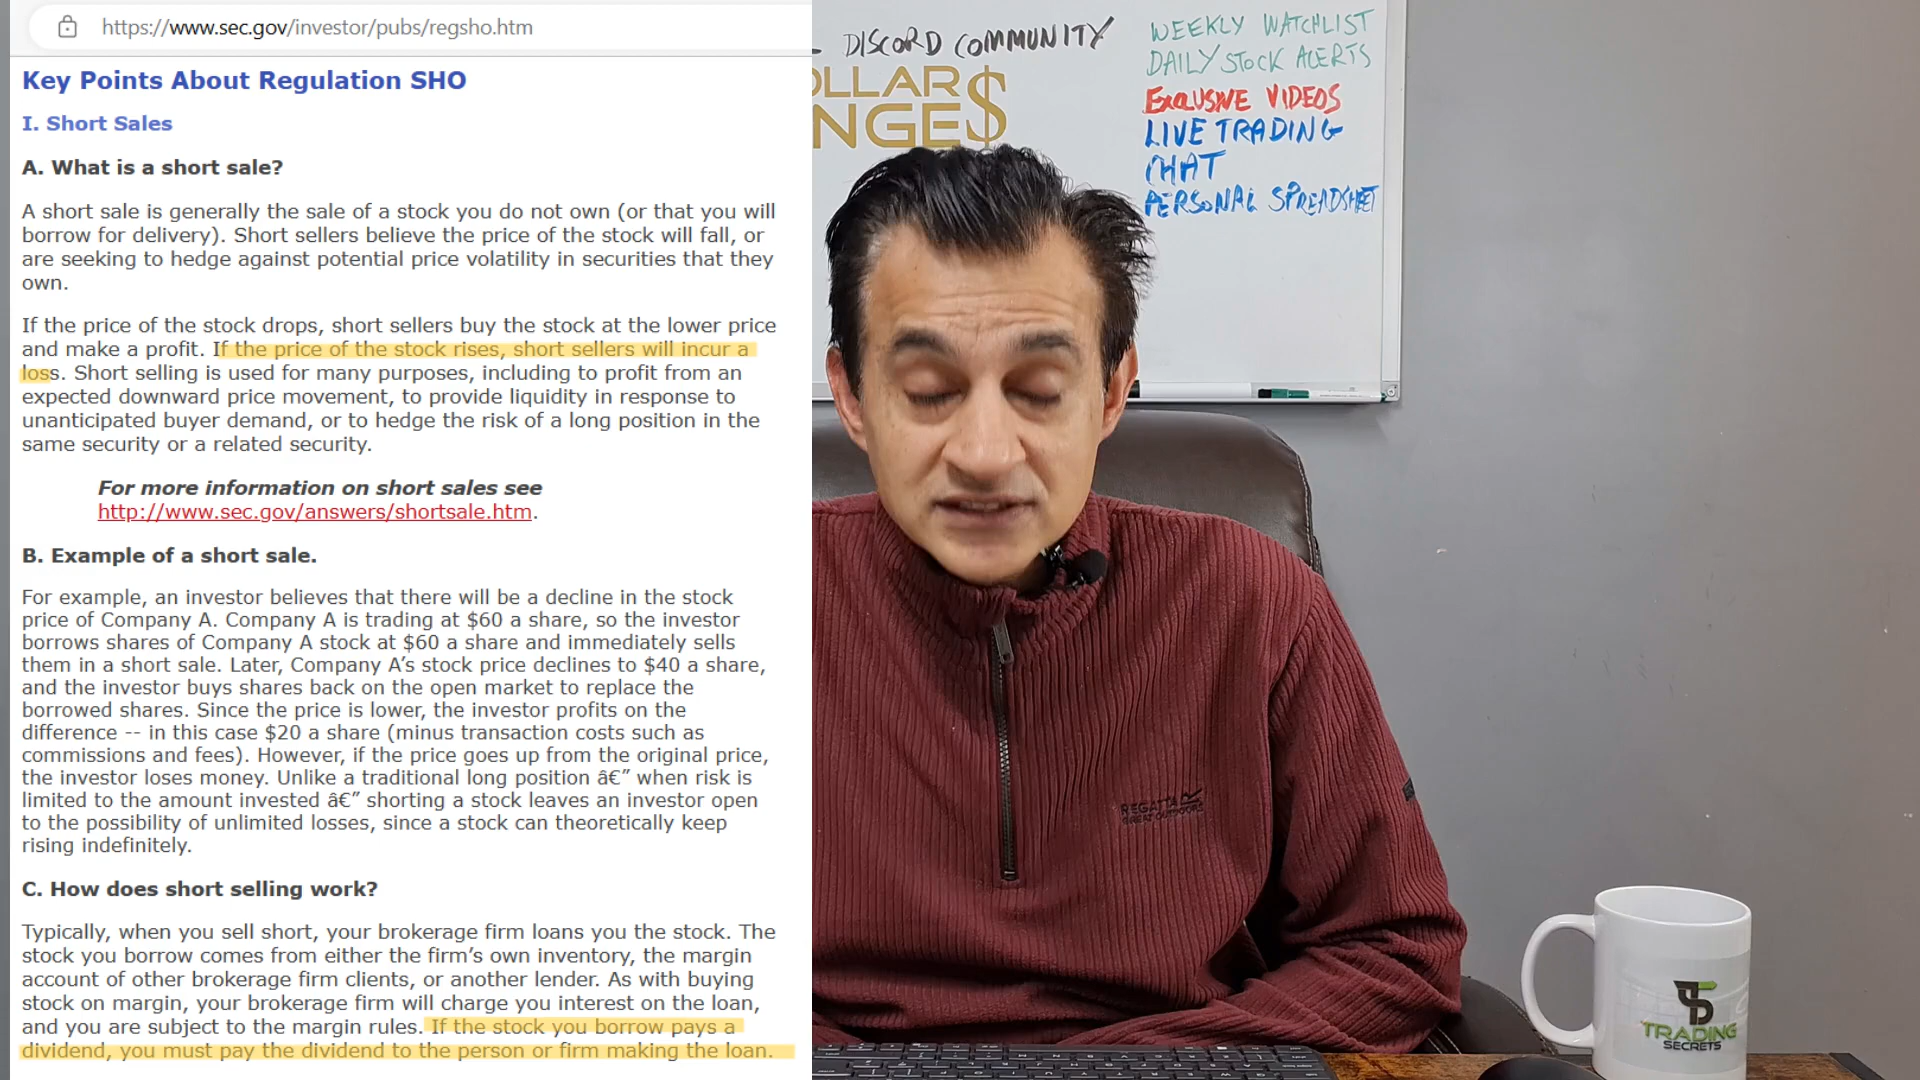 https://www.sec.gov/investor/pubs/regsho.htm
Key Points About Regulation SHO
I. Short Sales
A. What is a short sale?
A short sale is generally the sale of a stock you do not own (or that you will
borrow for delivery). Short sellers believe the price of the stock will fall, or
are seeking to hedge against potential price volatility in securities that they
own.
If the price of the stock drops, short sellers buy the stock at the lower price
and make a profit. If the price of the stock rises, short sellers will incur a
loss. Short selling is used for many purposes, including to profit from an
expected downward price movement, to provide liquidity in response to
unanticipated buyer demand, or to hedge the risk of a long position in the
same security or a related security.
For more information on short sales see
http://www.sec.gov/answers/shortsale.htm.
B. Example of a short sale.
For example, an investor believes that there will be a decline in the stock
price of Company A. Company A is trading at $60 a share, so the investor
borrows shares of Company A stock at $60 a share and immediately sells
them in a short sale. Later, Company A’s stock price declines to $40 a share,
and the investor buys shares back on the open market to replace the
borrowed shares. Since the price is lower, the investor profits on the
difference -- in this case $20 a share (minus transaction costs such as
commissions and fees). However, if the price goes up from the original price,
the investor loses money. Unlike a traditional long position â€” when risk is
limited to the amount invested â€” shorting a stock leaves an investor open
to the possibility of unlimited losses, since a stock can theoretically keep
rising indefinitely.
C. How does short selling work?
Typically, when you sell short, your brokerage firm loans you the stock. The
stock you borrow comes from either the firm’s own inventory, the margin
account of other brokerage firm clients, or another lender. As with buying
stock on margin, your brokerage firm will charge you interest on the loan,
and you are subject to the margin rules. If the stock you borrow pays a
dividend, you must pay the dividend to the person or firm making the loan.
DISCORD COMMUNITY
OLLAR
NGE$
WEEKLY WATCHLIST
DAILY STOCK ALERTS
EXCLUSIVE VIDEOS
LIVE TRADING
CHAT
PERSONAL SPREADSHEET
REGATTA
GREAT OUTDOORS
TRADING
SECRETS